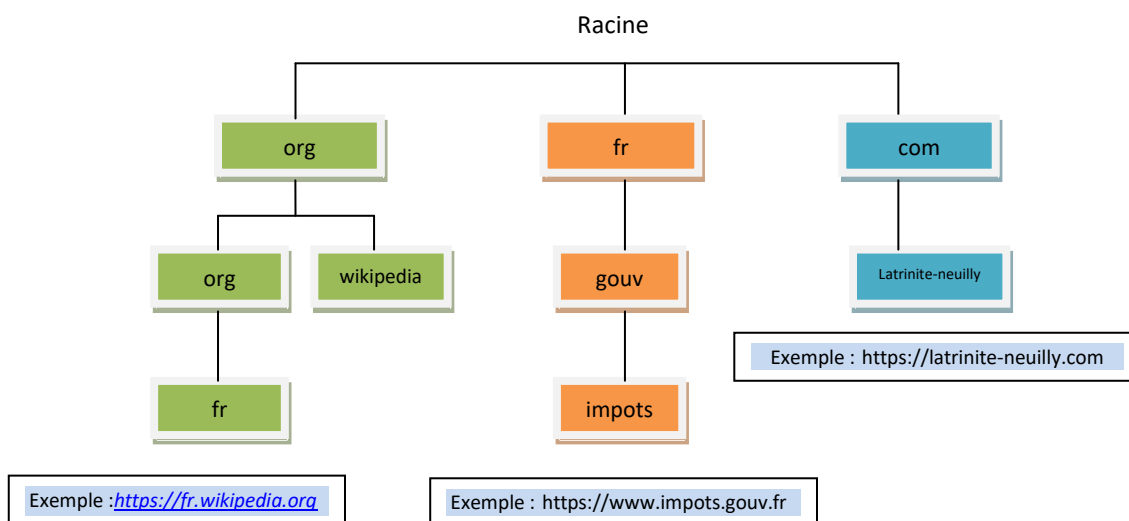 Racine
org
fr
com
org
wikipedia
gouv
Latrinite-neuilly
Exemple : https://latrinite-neuilly.com
fr
impots
Exemple :https://fr.wikipedia.org
Exemple : https://www.impots.gouv.fr